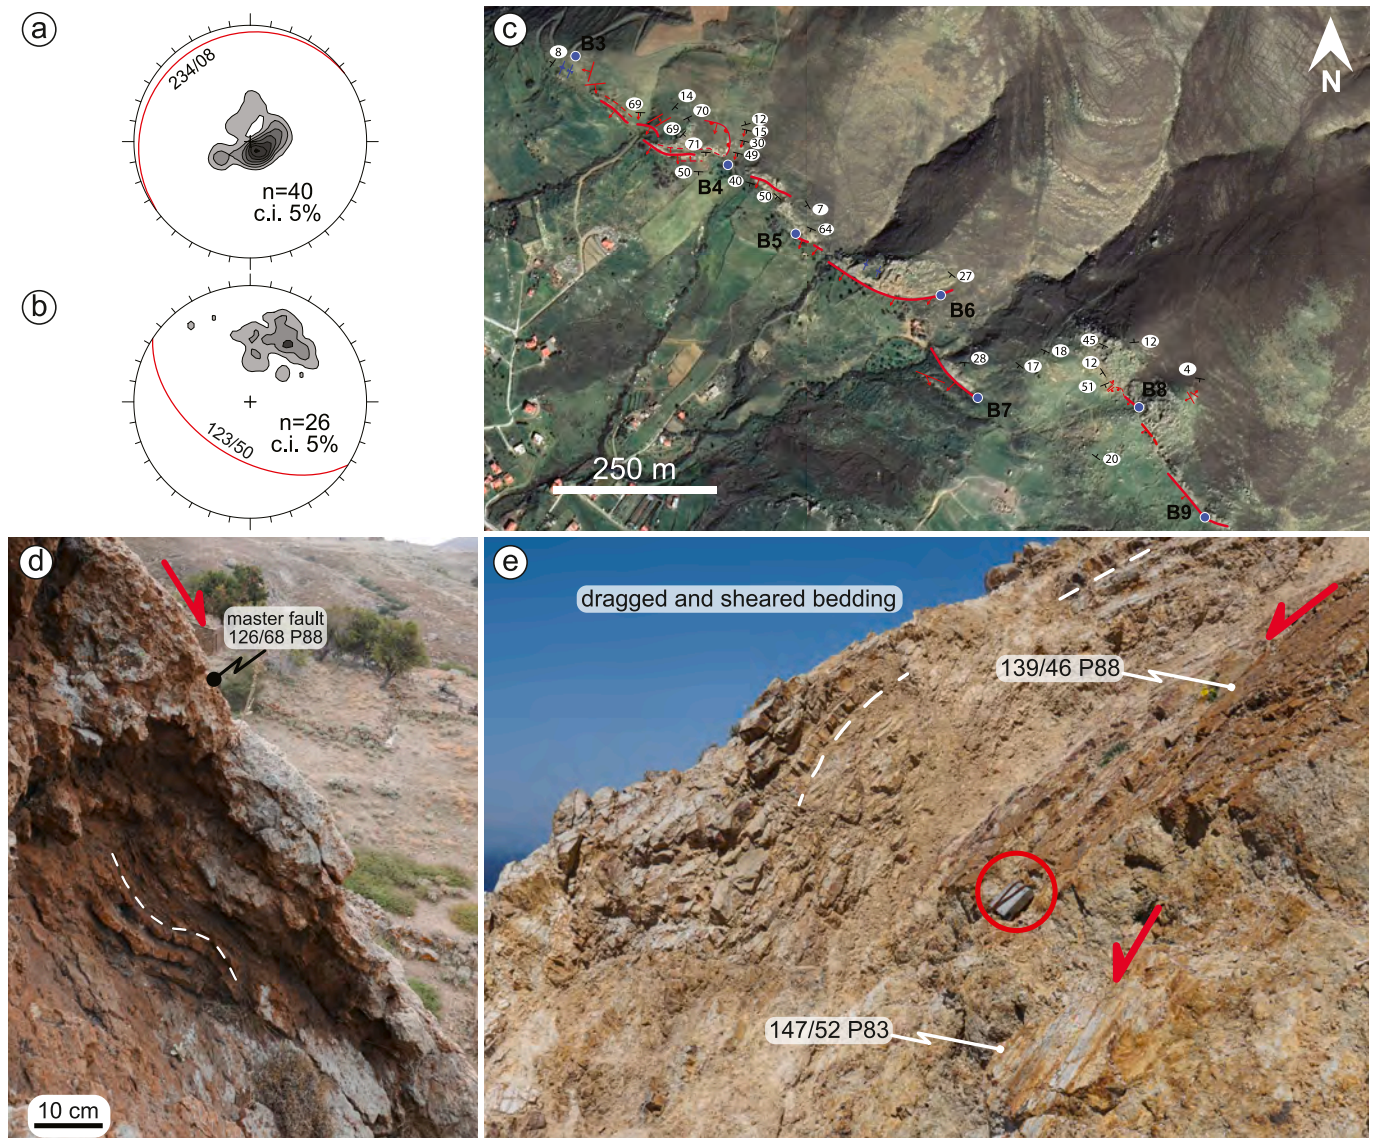 a
234/08
n=40
c.i. 5%
b
123/50
n=26
c.i. 5%
c
N
8
B3
69
14
70
12
69
15
71
30
49
50
B4
40
50
7
B5
64
27
B6
28
17
18
45
12
12
51
4
B7
B8
20
B9
250 m
d
master fault
126/68 P88
10 cm
e
dragged and sheared bedding
139/46 P88
147/52 P83